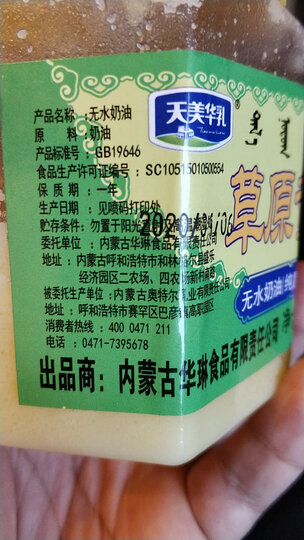 产品名称：无水奶油
原　　料：奶油
产品标准号：GB19646
食品生产许可证编号：SC10515010500554
保 质 期：一年
生产日期：见喷码打印处
贮存条件：勿置于阳光
委托单位：内蒙古华琳食品有限责任公司
地址：内蒙古呼和浩特市和林格尔县盛乐
经济园区二农场、四农场新村南
被委托生产单位：内蒙古奥特尔乳业有限责任公司
地址：呼和浩特市赛罕区巴彦
消费者热线：400 0471 211
电话：0471-7395678
出品商：内蒙古华琳食品有限责任公司
天美华乳
草原
无水奶油